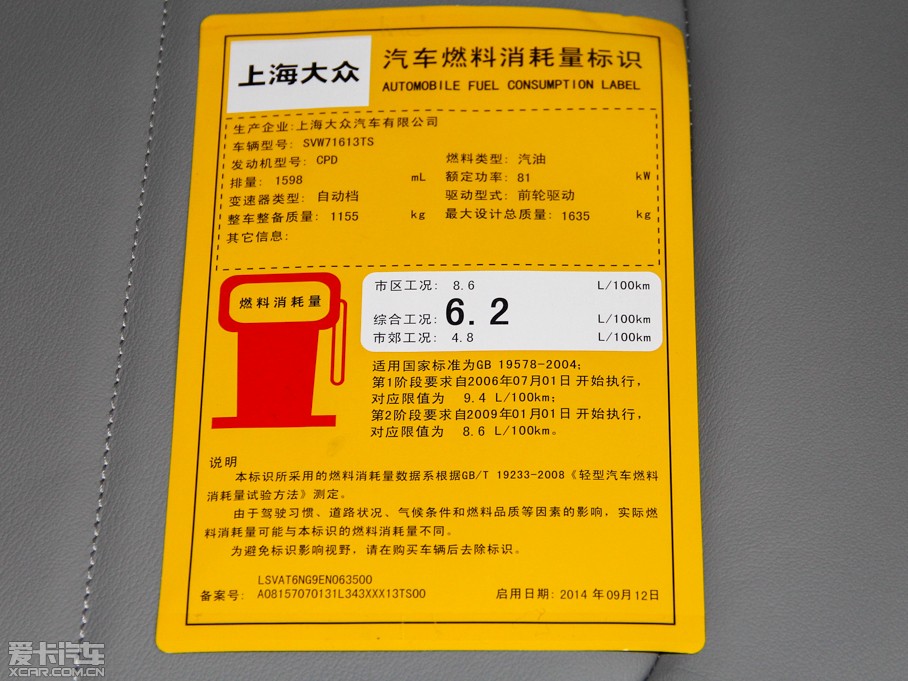 上海大众
汽车燃料消耗量标识
AUTOMOBILE FUEL CONSUMPTION LABEL
生产企业:上海大众汽车有限公司
车辆型号: SVW71613TS
发动机型号: CPD 燃料类型: 汽油
排量: 1598 mL 额定功率: 81 kW
变速器类型: 自动档 驱动型式: 前轮驱动
整车整备质量: 1155 kg 最大设计总质量: 1635 kg
其它信息:
燃料消耗量
市区工况: 8.6 L/100km
综合工况: 6.2 L/100km
市郊工况: 4.8 L/100km
适用国家标准为GB 19578-2004;
第1阶段要求自2006年07月01日 开始执行,
对应限值为 9.4 L/100km;
第2阶段要求自2009年01月01日 开始执行,
对应限值为 8.6 L/100km。
说明
本标识所采用的燃料消耗量数据系根据GB/T 19233-2008《轻型汽车燃料
消耗量试验方法》测定。
由于驾驶习惯、道路状况、气候条件和燃料品质等因素的影响,实际燃
料消耗量可能与本标识的燃料消耗量不同。
为避免标识影响视野,请在购买车辆后去除标识。
LSVAT6NG9EN063500
备案号: A08157070131L343XXX13TS00 启用日期: 2014 年09月12日
爱卡汽车
XCAR.COM.CN